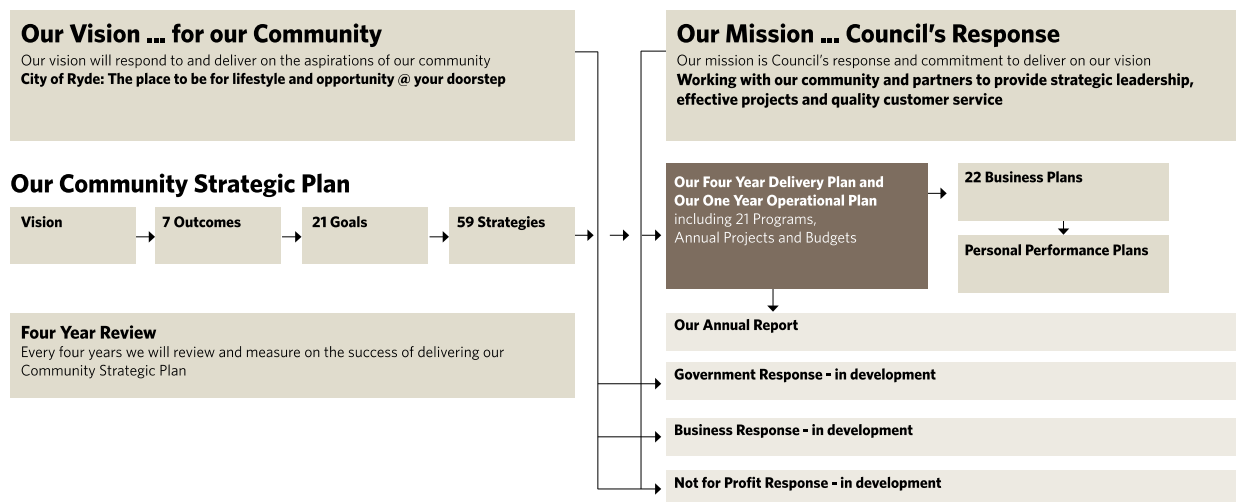 Our Vision ... for our Community
Our vision will respond to and deliver on the aspirations of our community
City of Ryde: The place to be for lifestyle and opportunity @ your doorstep
Our Community Strategic Plan
Vision
7 Outcomes
21 Goals
59 Strategies
Four Year Review
Every four years we will review and measure on the success of delivering our
Community Strategic Plan
Our Mission ... Council's Response
Our mission is Council's response and commitment to deliver on our vision
Working with our community and partners to provide strategic leadership,
effective projects and quality customer service
Our Four Year Delivery Plan and
Our One Year Operational Plan
including 21 Programs,
Annual Projects and Budgets
22 Business Plans
Personal Performance Plans
Our Annual Report
Government Response - in development
Business Response - in development
Not for Profit Response - in development